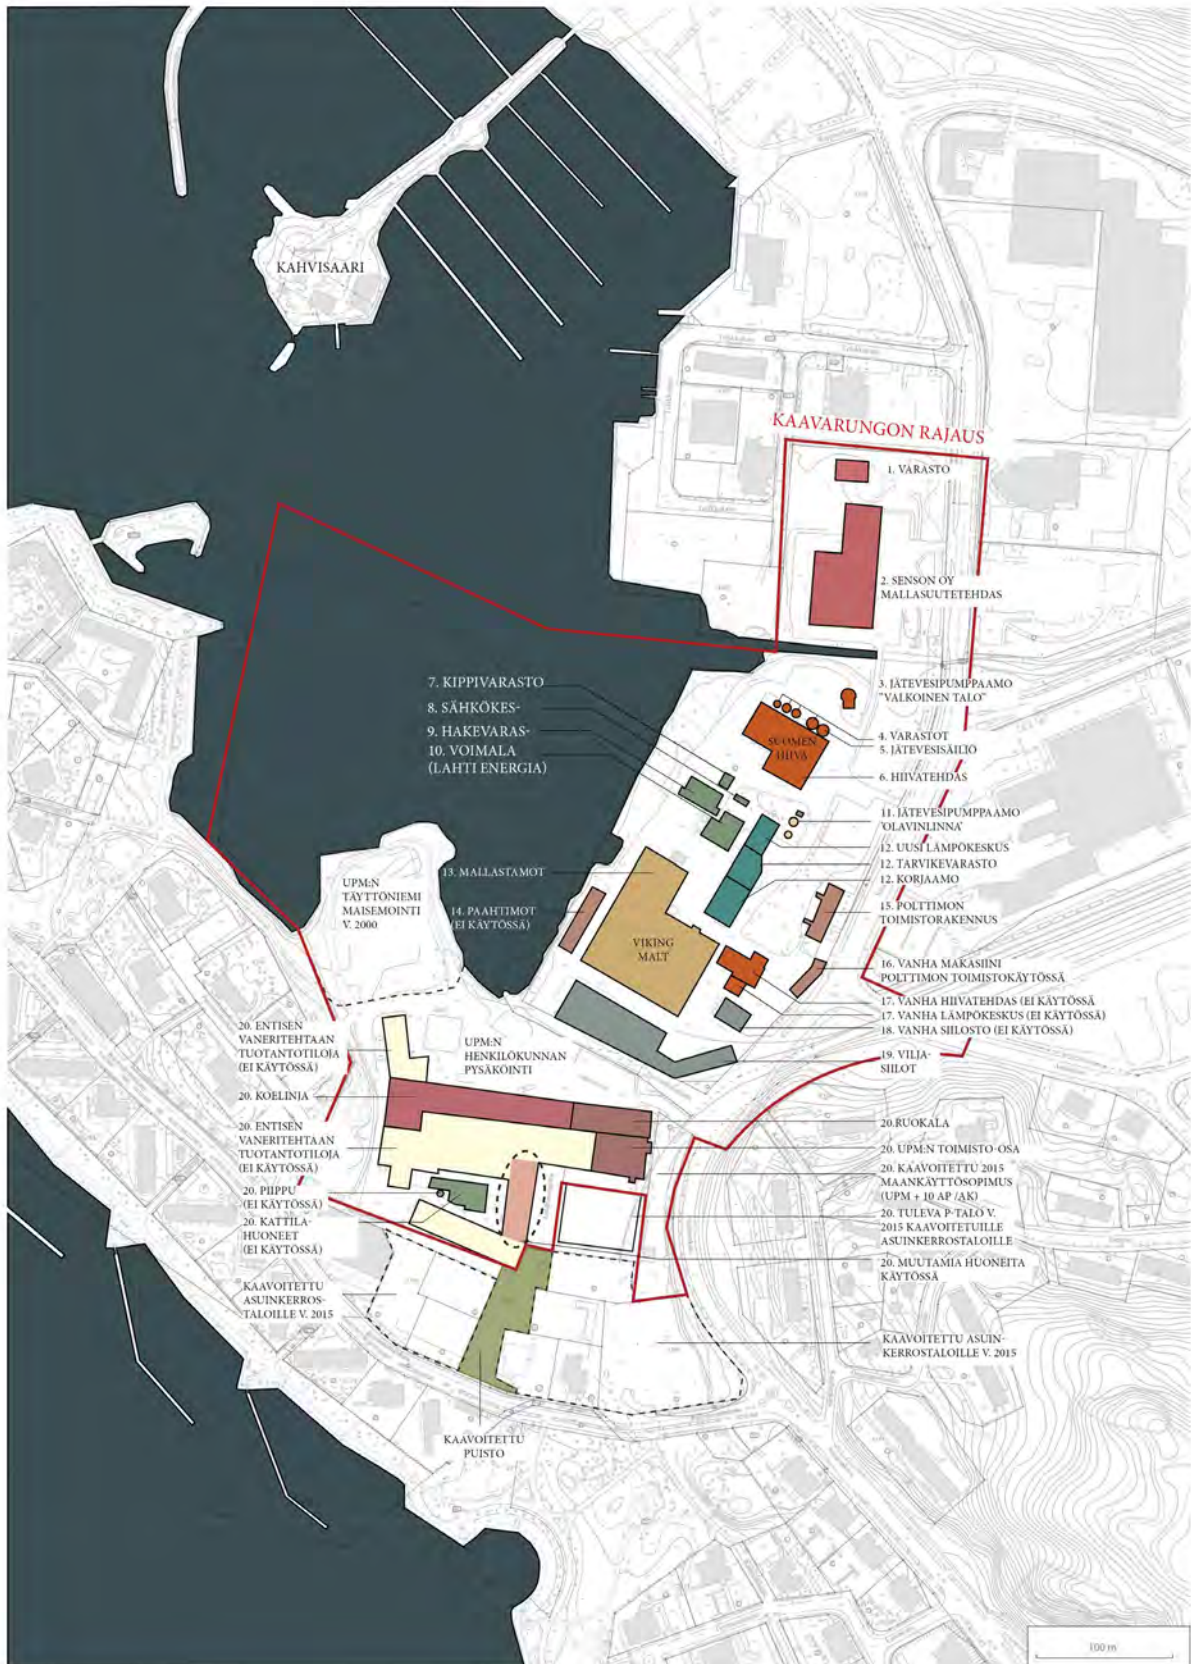 KAHVISAARI
KAAVARUNGON RAJAUS
1. VARASTO
2. SENSON OY
MALLASUUTETEHDAS
7. KIPPIVARASTO
8. SÄHKÖKES-
9. HAKEVARAS-
10. VOIMALA
(LAHTI ENERGIA)
3. JÄTEVESIPUMPPAAMO
"VALKOINEN TALO"
4. VARASTOT
5. JÄTEVESISÄILIÖ
SUOMEN
HIIVA
6. HIIVATEHDAS
11. JÄTEVESIPUMPPAAMO
'OLAVINLINNA'
12. UUSI LÄMPÖKESKUS
12. TARVIKEVARASTO
12. KORJAAMO
13. MALLASTAMOT
14. PAAHTIMOT
(EI KÄYTÖSSÄ)
UPM:N
TÄYTTÖNIEMI
MAISEMOINTI
V. 2000
VIKING
MALT
15. POLTTIMON
TOIMISTORAKENNUS
16. VANHA MAKASIINI
POLTTIMON TOIMISTOKÄYTÖSSÄ
17. VANHA HIIVATEHDAS (EI KÄYTÖSSÄ
17. VANHA LÄMPÖKESKUS (EI KÄYTÖSSÄ)
18. VANHA SIILOSTO (EI KÄYTÖSSÄ)
19. VILJA-
SIILOT
20. ENTISEN
VANERITEHTAAN
TUOTANTOTILOJA
(EI KÄYTÖSSÄ)
UPM:N
HENKILÖKUNNAN
PYSÄKÖINTI
20. KOELINJA
20. ENTISEN
VANERITEHTAAN
TUOTANTOTILOJA
(EI KÄYTÖSSÄ)
20. PIIPPU
(EI KÄYTÖSSÄ)
20. KATTILA-
HUONEET
(EI KÄYTÖSSÄ)
20.RUOKALA
20. UPM:N TOIMISTO-OSA
20. KAAVOITETTU 2015
MAANKÄYTTÖSOPIMUS
(UPM + 10 AP /AK)
20. TULEVA P-TALO V.
2015 KAAVOITETUILLE
ASUINKERROSTALOILLE
20. MUUTAMIA HUONEITA
KÄYTÖSSÄ
KAAVOITETTU
ASUINKERROS-
TALOILLE V. 2015
KAAVOITETTU ASUIN-
KERROSTALOILLE V. 2015
KAAVOITETTU
PUISTO
100 m